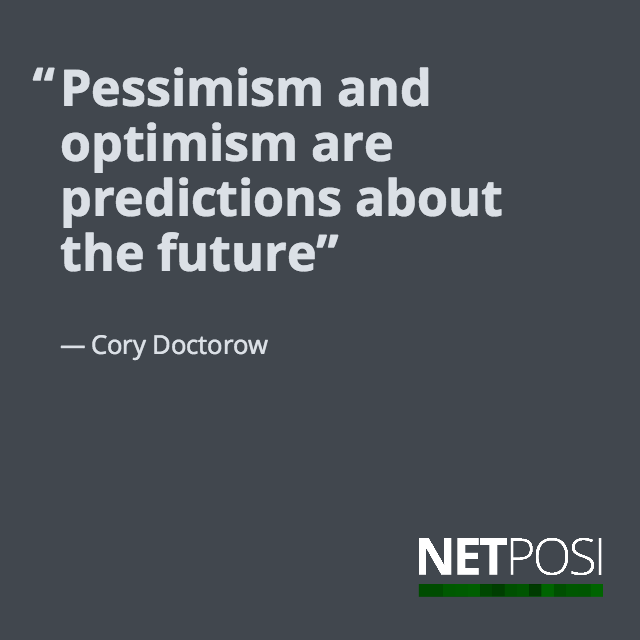 “Pessimism and
optimism are
predictions about
the future”
— Cory Doctorow
NETPOSI